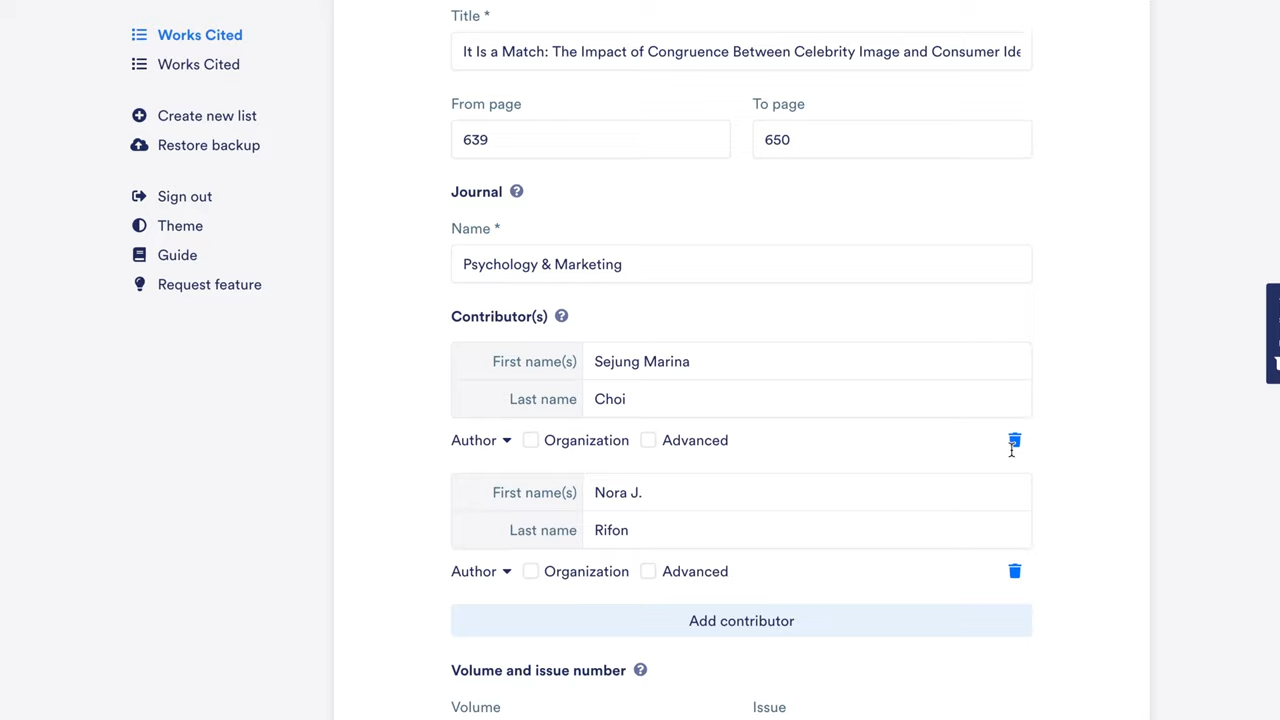 Works Cited
Works Cited
Create new list
Restore backup
Sign out
Theme
Guide
Request feature
Title *
It Is a Match: The Impact of Congruence Between Celebrity Image and Consumer Ide
From page
To page
639
650
Journal
Name *
Psychology & Marketing
Contributor(s)
First name(s) Sejung Marina
Last name Choi
Author Organization Advanced
First name(s) Nora J.
Last name Rifon
Author Organization Advanced
Add contributor
Volume and issue number
Volume
Issue